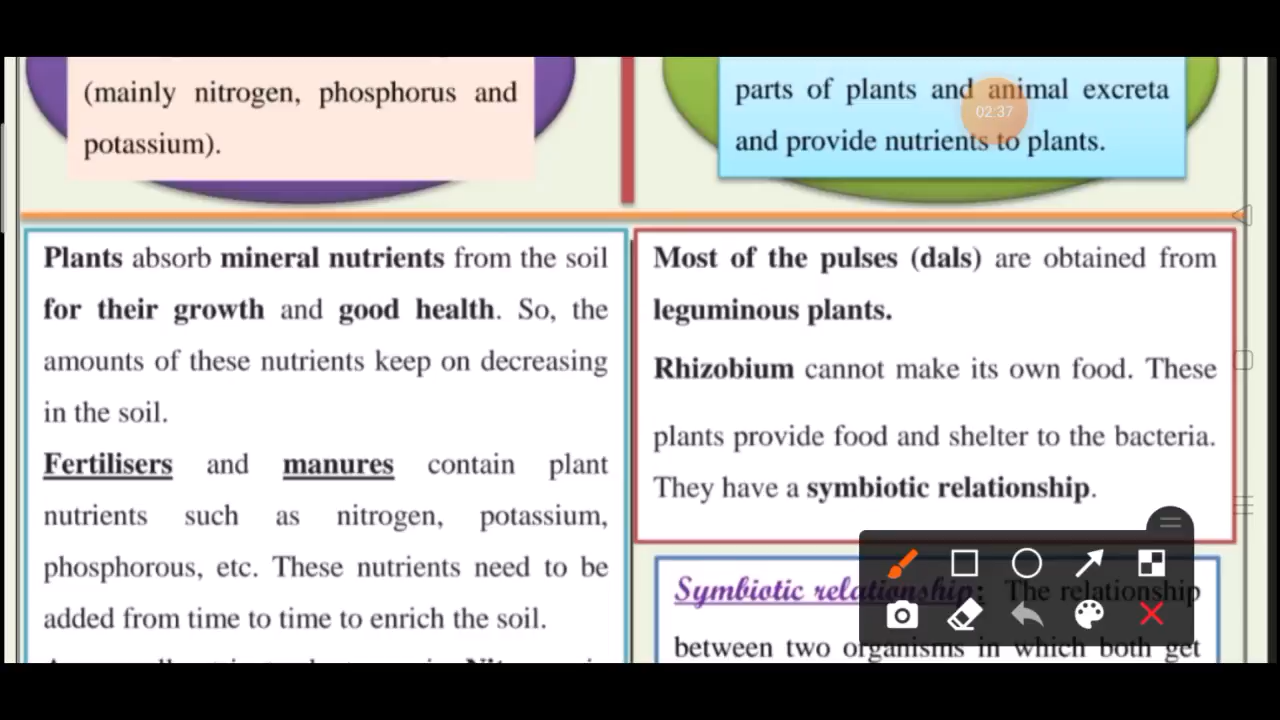 (mainly nitrogen, phosphorus and
potassium).
parts of plants and animal excreta
and provide nutrients to plants.
02:37
Plants absorb mineral nutrients from the soil
for their growth and good health. So, the
amounts of these nutrients keep on decreasing
in the soil.
Fertilisers and manures contain plant
nutrients such as nitrogen, potassium,
phosphorous, etc. These nutrients need to be
added from time to time to enrich the soil.
Most of the pulses (dals) are obtained from
leguminous plants.
Rhizobium cannot make its own food. These
plants provide food and shelter to the bacteria.
They have a symbiotic relationship.
Symbiotic relationship: The relationship
between two organisms in which both get